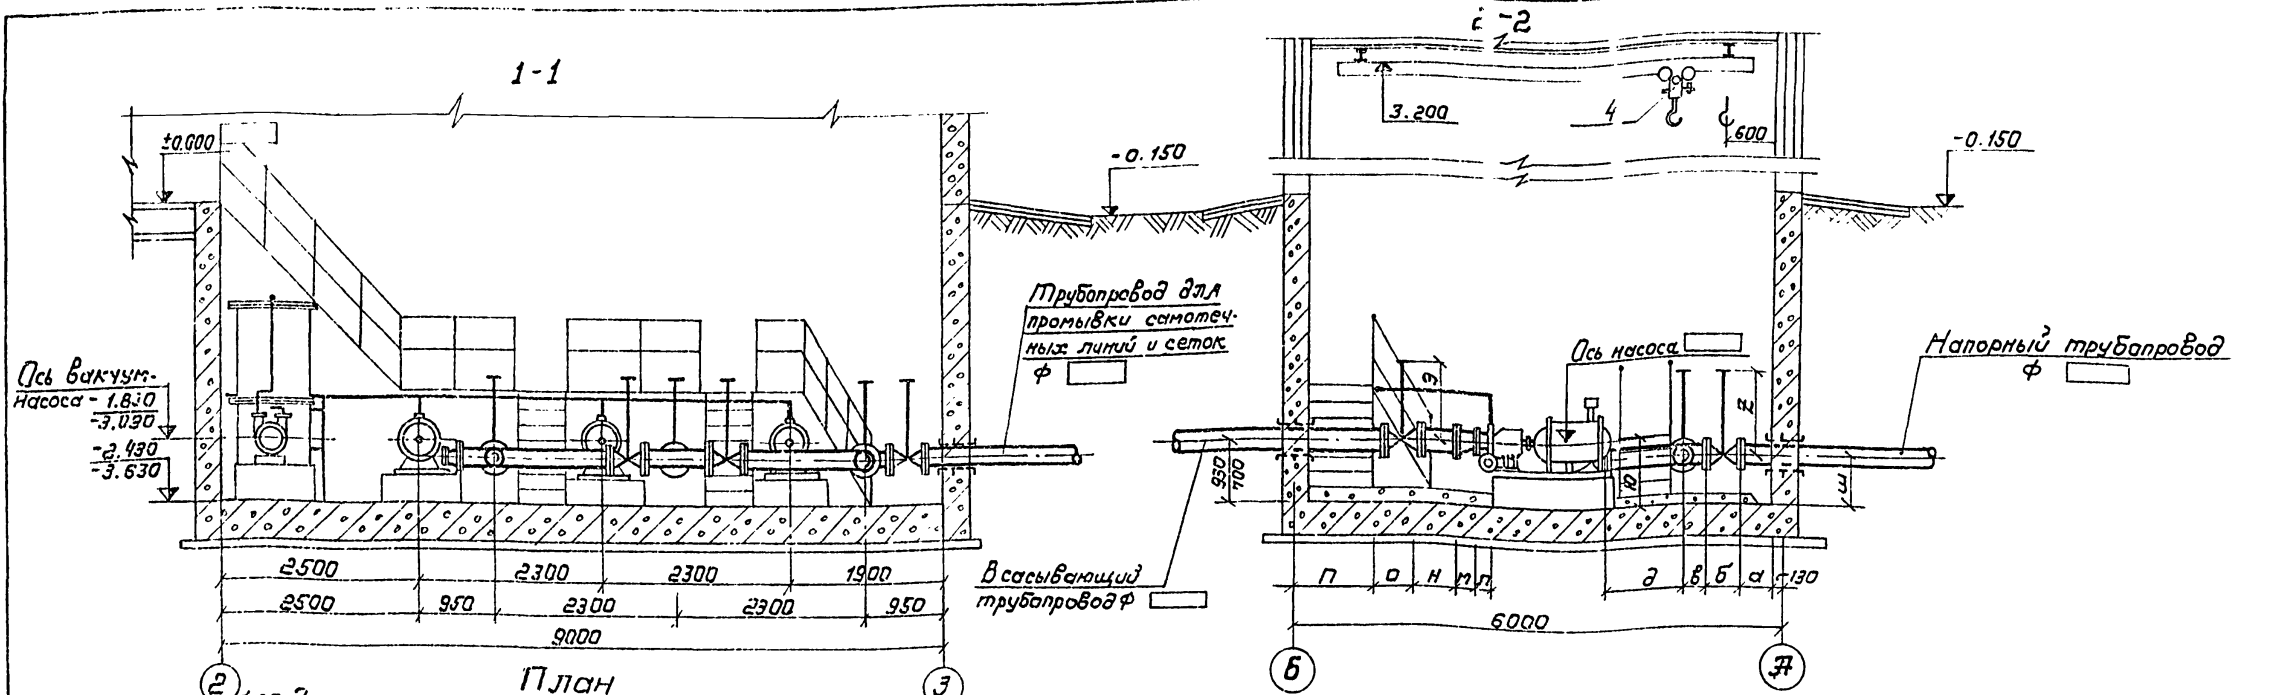 1-1
±0.000
-0.150
Трубопровод для
промывки самотеч-
ных линий и сеток
Ф
Ось вакуум-
насоса
-3.030
-2.430
-3.630
2500 2300 2300 1900
2500 950 2300 2300 950
9000
2 3
План
-2
3.200
4
600
-0.150
Ось насоса
Напорный трубопровод
Ф
Э
Ю
Ж
Ш
950
700
Всасывающий
трубопровод Ф
П О Н д в б а 130
6000
Б А